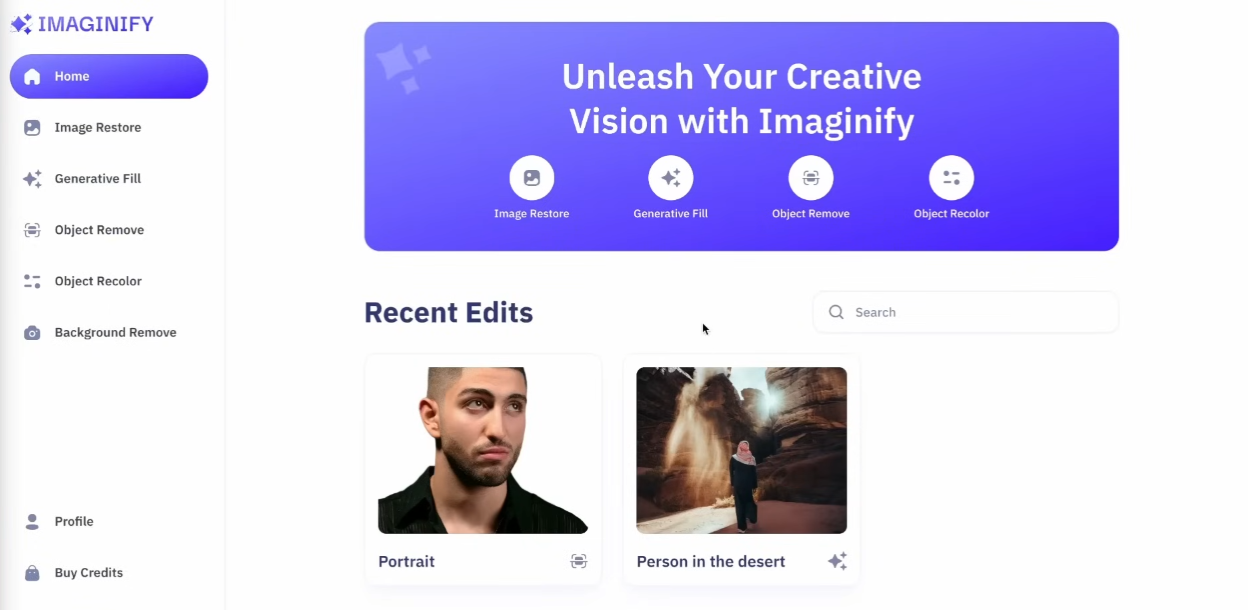 IMAGINIFY
Home
Image Restore
Generative Fill
Object Remove
Object Recolor
Background Remove
Profile
Buy Credits
Unleash Your Creative
Vision with Imaginify
Image Restore
Generative Fill
Object Remove
Object Recolor
Recent Edits
Search
Portrait
Person in the desert